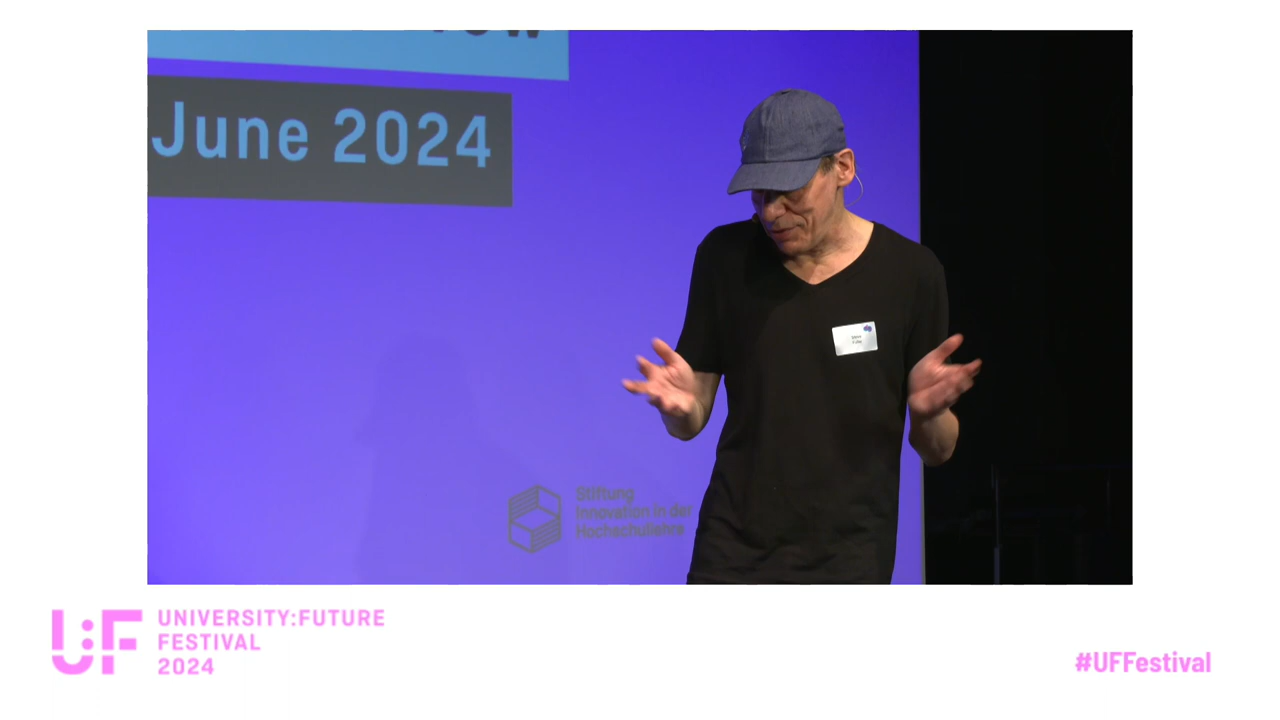 June 2024
Stiftung
Innovation in der
Hochschullehre
U:F
UNIVERSITY:FUTURE
FESTIVAL
2024
#UFFestival